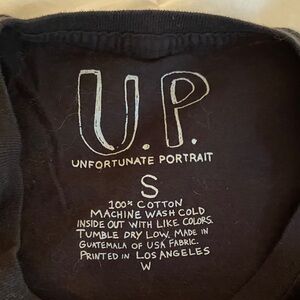 U.P.
UNFORTUNATE PORTRAIT
S
100% COTTON
MACHINE WASH COLD
INSIDE OUT WITH LIKE COLORS.
TUMBLE DRY LOW. MADE IN
GUATEMALA OF USA FABRIC.
PRINTED IN LOS ANGELES
W